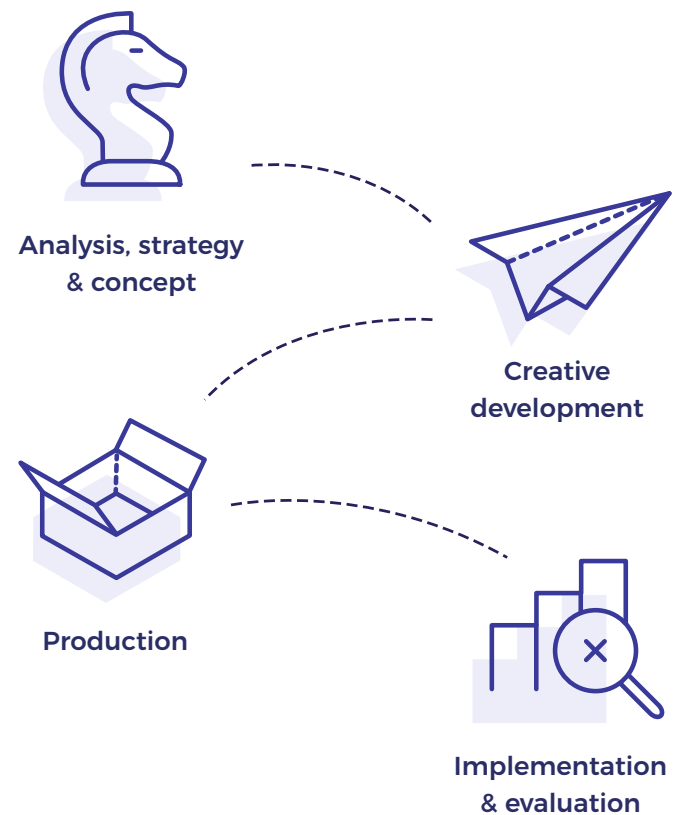 Analysis, strategy
& concept
Creative
development
Production
Implementation
& evaluation